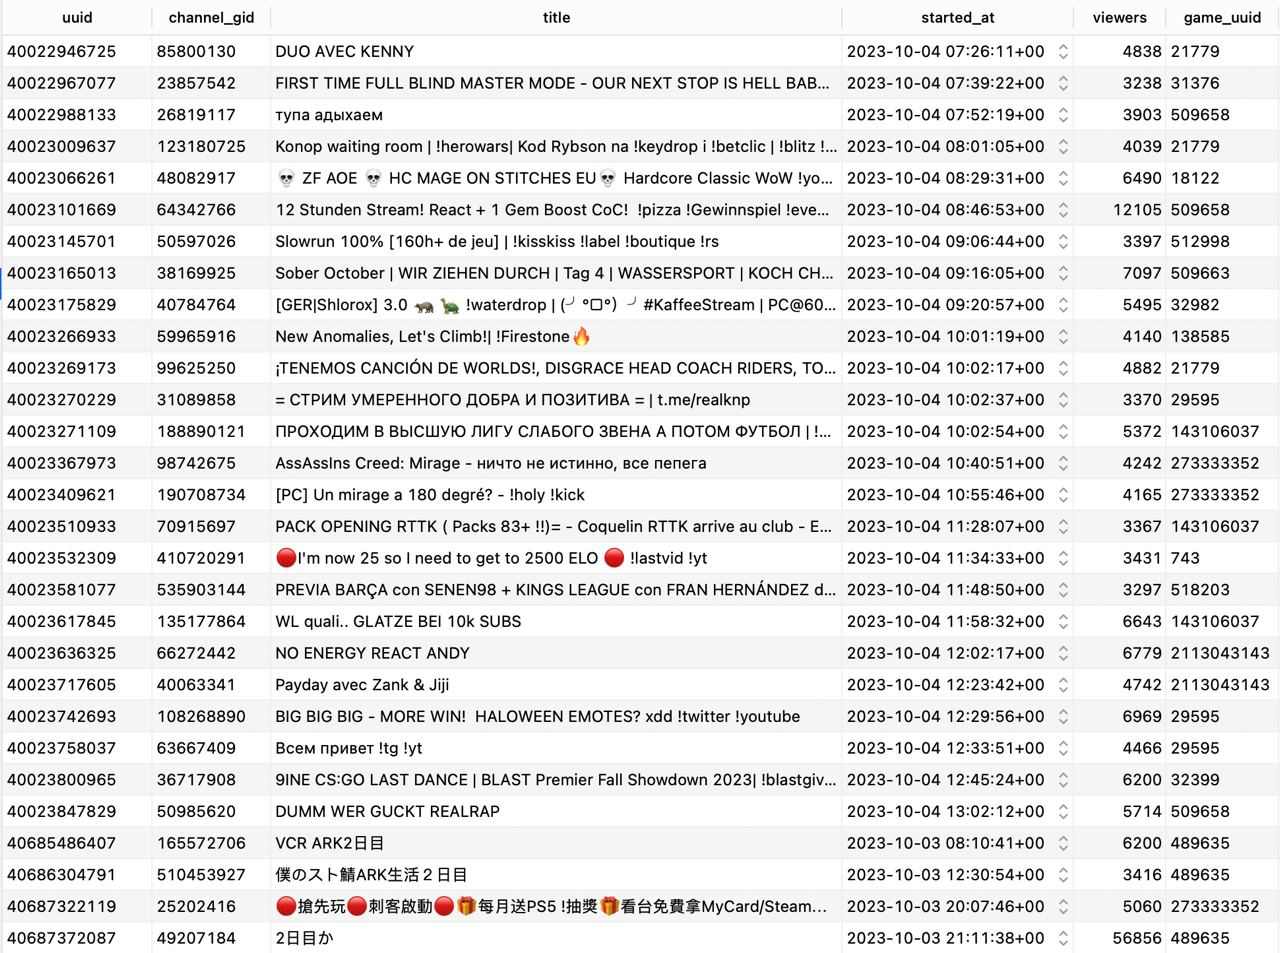 uuid channel_gid title started_at viewers game_uuid
40022946725 85800130 DUO AVEC KENNY 2023-10-04 07:26:11+00 4838 21779
40022967077 23857542 FIRST TIME FULL BLIND MASTER MODE - OUR NEXT STOP IS HELL BAB... 2023-10-04 07:39:22+00 3238 31376
40022988133 26819117 тупа адыхаем 2023-10-04 07:52:19+00 3903 509658
40023009637 123180725 Konop waiting room | !herowars| Kod Rybson na !keydrop i !betclic | !blitz !... 2023-10-04 08:01:05+00 4039 21779
40023066261 48082917 💀 ZF AOE 💀 HC MAGE ON STITCHES EU💀 Hardcore Classic WoW !yo... 2023-10-04 08:29:31+00 6490 18122
40023101669 64342766 12 Stunden Stream! React + 1 Gem Boost CoC!  !pizza !Gewinnspiel !eve... 2023-10-04 08:46:53+00 12105 509658
40023145701 50597026 Slowrun 100% [160h+ de jeu] | !kisskiss !label !boutique !rs 2023-10-04 09:06:44+00 3397 512998
40023165013 38169925 Sober October | WIR ZIEHEN DURCH | Tag 4 | WASSERSPORT | KOCH CH... 2023-10-04 09:16:05+00 7097 509663
40023175829 40784764 [GER|Shlorox] 3.0 🦡 🐢 !waterdrop | (╯°□°) ╯ #KaffeeStream | PC@60... 2023-10-04 09:20:57+00 5495 32982
40023266933 59965916 New Anomalies, Let's Climb!| !Firestone🔥 2023-10-04 10:01:19+00 4140 138585
40023269173 99625250 ¡TENEMOS CANCIÓN DE WORLDS!, DISGRACE HEAD COACH RIDERS, TO... 2023-10-04 10:02:17+00 4882 21779
40023270229 31089858 = СТРИМ УМЕРЕННОГО ДОБРА И ПОЗИТИВА = | t.me/realknp 2023-10-04 10:02:37+00 3370 29595
40023271109 188890121 ПРОХОДИМ В ВЫСШУЮ ЛИГУ СЛАБОГО ЗВЕНА А ПОТОМ ФУТБОЛ | !... 2023-10-04 10:02:54+00 5372 143106037
40023367973 98742675 AssAssIns Creed: Mirage - ничто не истинно, все пепега 2023-10-04 10:40:51+00 4242 273333352
40023409621 190708734 [PC] Un mirage a 180 degré? - !holy !kick 2023-10-04 10:55:46+00 4165 273333352
40023510933 70915697 PACK OPENING RTTK ( Packs 83+ !!)= - Coquelin RTTK arrive au club - E... 2023-10-04 11:28:07+00 3367 143106037
40023532309 410720291 🔴I'm now 25 so I need to get to 2500 ELO 🔴 !lastvid !yt 2023-10-04 11:34:33+00 3431 743
40023581077 535903144 PREVIA BARÇA con SENEN98 + KINGS LEAGUE con FRAN HERNÁNDEZ d... 2023-10-04 11:48:50+00 3297 518203
40023617845 135177864 WL quali.. GLATZE BEI 10k SUBS 2023-10-04 11:58:32+00 6643 143106037
40023636325 66272442 NO ENERGY REACT ANDY 2023-10-04 12:02:17+00 6779 2113043143
40023717605 40063341 Payday avec Zank & Jiji 2023-10-04 12:23:42+00 4742 2113043143
40023742693 108268890 BIG BIG BIG - MORE WIN!  HALOWEEN EMOTES? xdd !twitter !youtube 2023-10-04 12:29:56+00 6969 29595
40023758037 63667409 Всем привет !tg !yt 2023-10-04 12:33:51+00 4466 29595
40023800965 36717908 9INE CS:GO LAST DANCE | BLAST Premier Fall Showdown 2023| !blastgiv... 2023-10-04 12:45:24+00 6200 32399
40023847829 50985620 DUMM WER GUCKT REALRAP 2023-10-04 13:02:12+00 5714 509658
40685486407 165572706 VCR ARK2日目 2023-10-03 08:10:41+00 6200 489635
40686304791 510453927 僕のスト鯖ARK生活２日目 2023-10-03 12:30:54+00 3416 489635
40687322119 25202416 🔴搶先玩🔴刺客啟動🔴🎁每月送PS5 !抽獎🎁看台免費拿MyCard/Steam... 2023-10-03 20:07:46+00 5060 273333352
40687372087 49207184 2日目か 2023-10-03 21:11:38+00 56856 489635